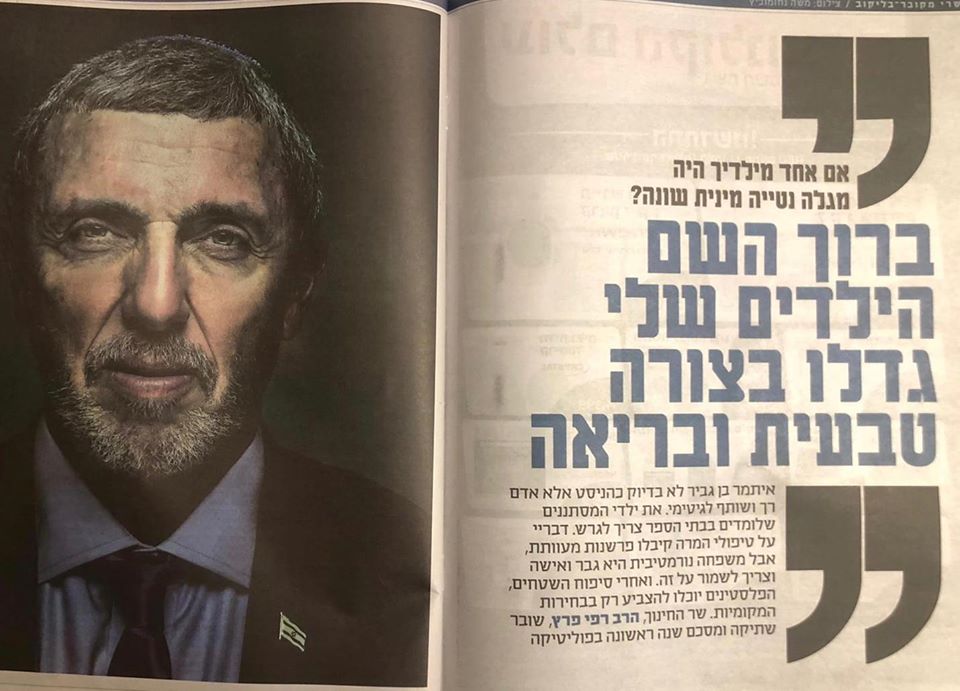 שרי מקובר-בליקוב / צילום: משה נחומוביץ
אם אחד מילדיך היה
מגלה נטייה מינית שונה?
ברוך השם
הילדים שלי
גדלו בצורה
טבעית ובריאה
איתמר בן גביר לא בדיוק כהניסט אלא אדם
רך ושותף לגיטימי. את ילדי המסתננים
שלומדים בבתי הספר צריך לגרש. דבריי
על טיפולי המרה קיבלו פרשנות מעוותת,
אבל משפחה נורמטיבית היא גבר ואישה
וצריך לשמור על זה. ואחרי סיפוח השטחים,
הפלסטינים יוכלו להצביע רק בבחירות
המקומיות. שר החינוך, הרב רפי פרץ, שובר
שתיקה ומסכם שנה ראשונה בפוליטיקה